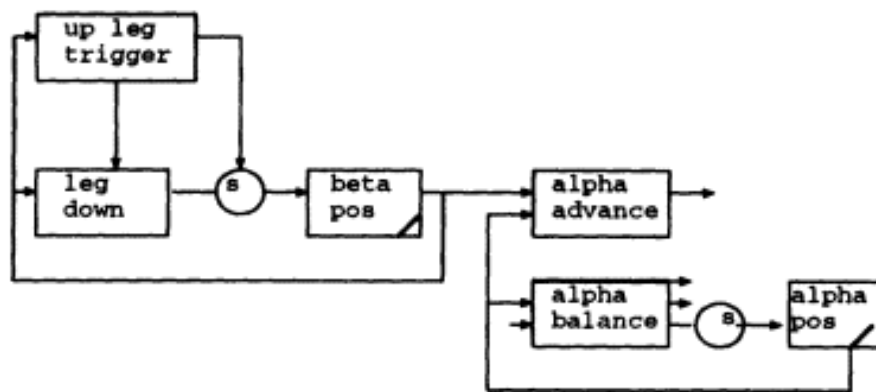 up leg
trigger
s
leg
down
beta
pos
alpha
advance
alpha
balance
s
alpha
pos